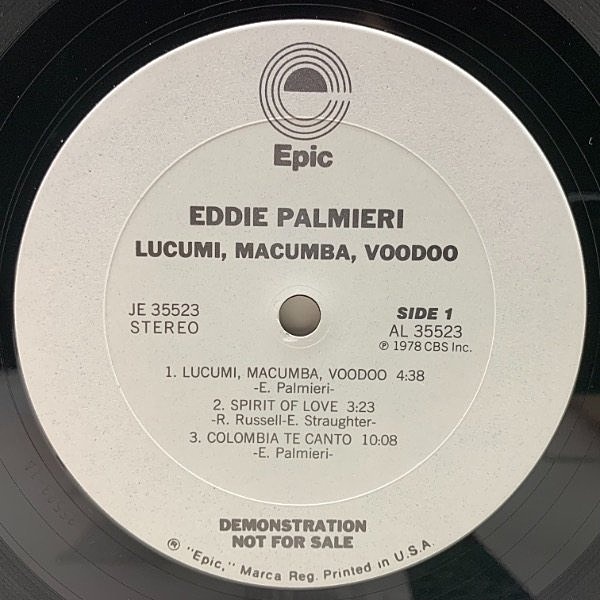 Epic
EDDIE PALMIERI
LUCUMI, MACUMBA, VOODOO
JE 35523
STEREO
SIDE 1
AL 35523
℗ 1978 CBS Inc.
1. LUCUMI, MACUMBA, VOODOO 4:38
-E. Palmieri-
2. SPIRIT OF LOVE 3:23
-R. Russell-E. Straughter-
3. COLOMBIA TE CANTO 10:08
-E. Palmieri-
DEMONSTRATION
NOT FOR SALE
® "Epic," Marca Reg. Printed in U.S.A.